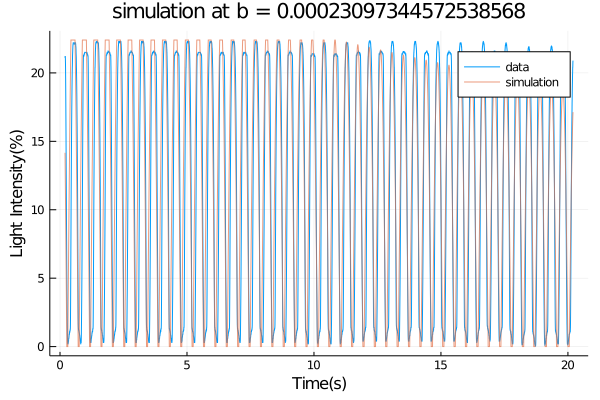 simulation at b = 0.00023097344572538568
data
simulation
Light Intensity(%)
20
15
10
5
0
0
5
10
15
20
Time(s)